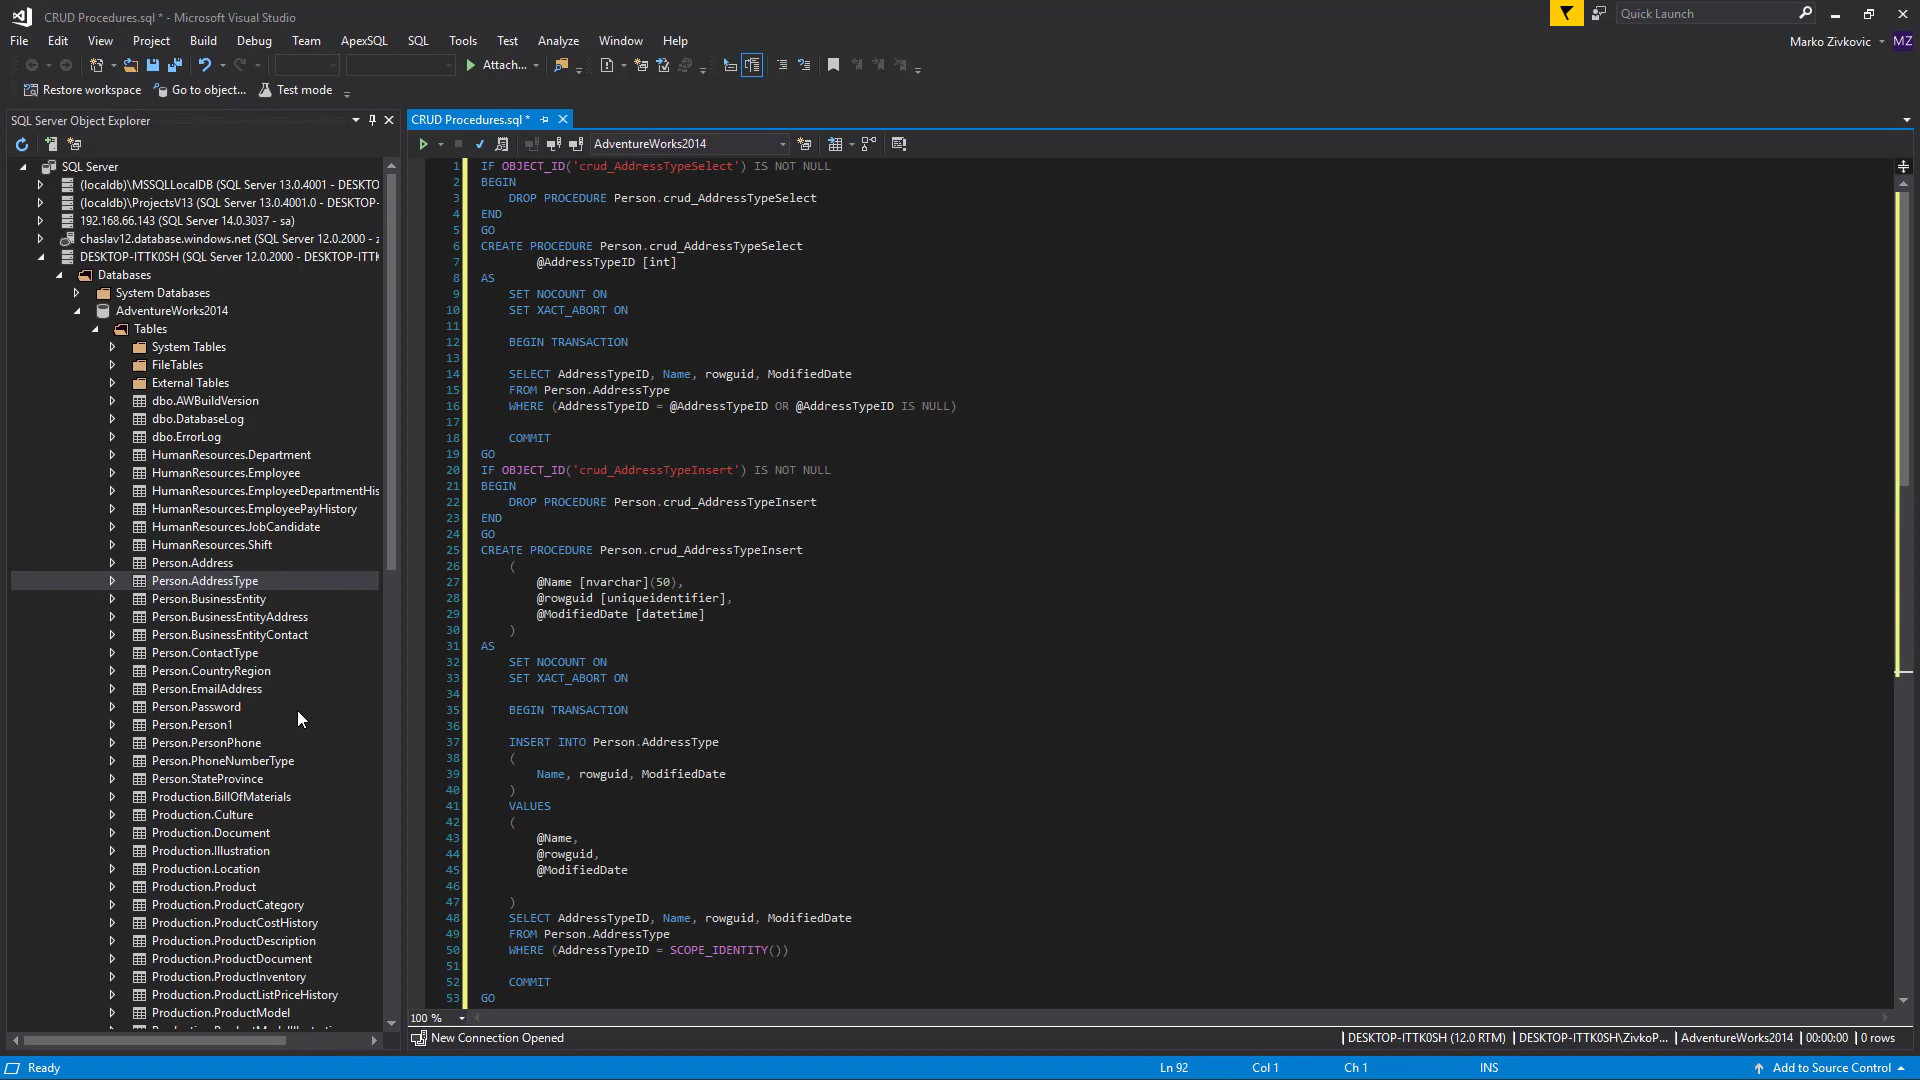 CRUD Procedures.sql * - Microsoft Visual Studio
Quick Launch
File Edit View Project Build Debug Team ApexSQL SQL Tools Test Analyze Window Help
Marko Zivkovic MZ
Attach...
Restore workspace Go to object... Test mode
SQL Server Object Explorer
CRUD Procedures.sql *
AdventureWorks2014
SQL Server
(localdb)\MSSQLLocalDB (SQL Server 13.0.4001 - DESKTO
(localdb)\ProjectsV13 (SQL Server 13.0.4001.0 - DESKTOP-
192.168.66.143 (SQL Server 14.0.3037 - sa)
chaslav12.database.windows.net (SQL Server 12.0.2000 - z
DESKTOP-ITTK0SH (SQL Server 12.0.2000 - DESKTOP-ITTK
Databases
System Databases
AdventureWorks2014
Tables
System Tables
FileTables
External Tables
dbo.AWBuildVersion
dbo.DatabaseLog
dbo.ErrorLog
HumanResources.Department
HumanResources.Employee
HumanResources.EmployeeDepartmentHis
HumanResources.EmployeePayHistory
HumanResources.JobCandidate
HumanResources.Shift
Person.Address
Person.AddressType
Person.BusinessEntity
Person.BusinessEntityAddress
Person.BusinessEntityContact
Person.ContactType
Person.CountryRegion
Person.EmailAddress
Person.Password
Person.Person1
Person.PersonPhone
Person.PhoneNumberType
Person.StateProvince
Production.BillOfMaterials
Production.Culture
Production.Document
Production.Illustration
Production.Location
Production.Product
Production.ProductCategory
Production.ProductCostHistory
Production.ProductDescription
Production.ProductDocument
Production.ProductInventory
Production.ProductListPriceHistory
Production.ProductModel
1 IF OBJECT_ID('crud_AddressTypeSelect') IS NOT NULL
2 BEGIN
3 DROP PROCEDURE Person.crud_AddressTypeSelect
4 END
5 GO
6 CREATE PROCEDURE Person.crud_AddressTypeSelect
7 @AddressTypeID [int]
8 AS
9 SET NOCOUNT ON
10 SET XACT_ABORT ON
11
12 BEGIN TRANSACTION
13
14 SELECT AddressTypeID, Name, rowguid, ModifiedDate
15 FROM Person.AddressType
16 WHERE (AddressTypeID = @AddressTypeID OR @AddressTypeID IS NULL)
17
18 COMMIT
19 GO
20 IF OBJECT_ID('crud_AddressTypeInsert') IS NOT NULL
21 BEGIN
22 DROP PROCEDURE Person.crud_AddressTypeInsert
23 END
24 GO
25 CREATE PROCEDURE Person.crud_AddressTypeInsert
26 (
27 @Name [nvarchar](50),
28 @rowguid [uniqueidentifier],
29 @ModifiedDate [datetime]
30 )
31 AS
32 SET NOCOUNT ON
33 SET XACT_ABORT ON
34
35 BEGIN TRANSACTION
36
37 INSERT INTO Person.AddressType
38 (
39 Name, rowguid, ModifiedDate
40 )
41 VALUES
42 (
43 @Name,
44 @rowguid,
45 @ModifiedDate
46
47 )
48 SELECT AddressTypeID, Name, rowguid, ModifiedDate
49 FROM Person.AddressType
50 WHERE (AddressTypeID = SCOPE_IDENTITY())
51
52 COMMIT
53 GO
100 %
New Connection Opened
DESKTOP-ITTK0SH (12.0 RTM) DESKTOP-ITTK0SH\ZivkoP... AdventureWorks2014 00:00:00 0 rows
Ready Ln 92 Col 1 Ch 1 INS Add to Source Control